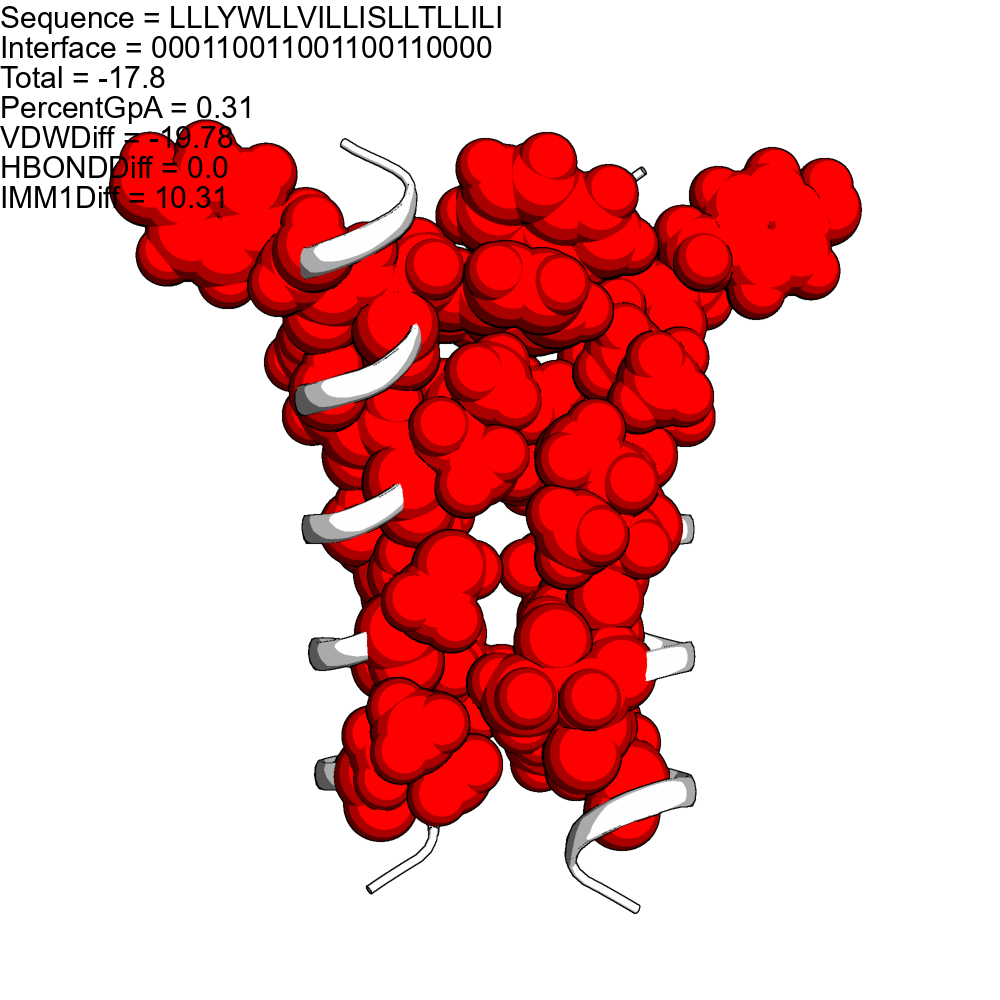 Sequence = LLLYWLLVILLISLLTLLILI
Interface = 000110011001100110000
Total = -17.8
PercentGpA = 0.31
VDWDiff = -19.78
HBONDDiff = 0.0
IMM1Diff = 10.31